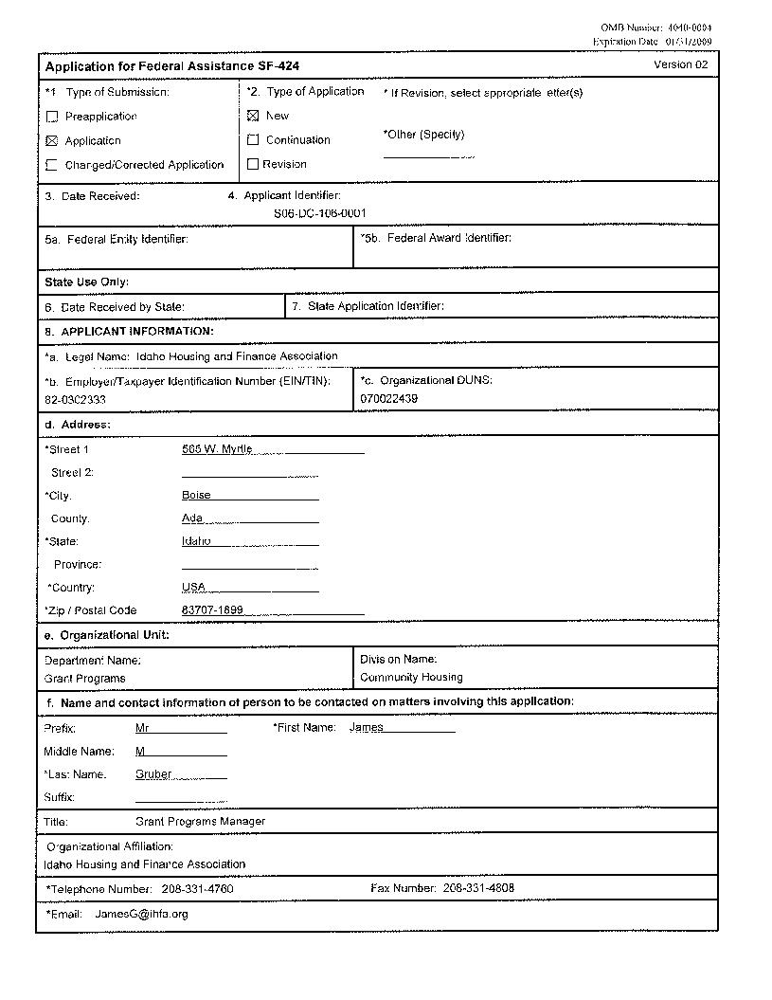 OMB Number: 4040-0004
Expiration Date: 01/31/2009
Application for Federal Assistance SF-424 Version 02
*1. Type of Submission: *2. Type of Application * If Revision, select appropriate letter(s)
Preapplication New
*Other (Specify)
Application Continuation
Changed/Corrected Application Revision
3. Date Received: 4. Applicant Identifier:
S06-DC-106-0001
5a. Federal Entity Identifier: *5b. Federal Award Identifier:
State Use Only:
6. Date Received by State: 7. State Application Identifier:
8. APPLICANT INFORMATION:
*a. Legal Name: Idaho Housing and Finance Association
*b. Employer/Taxpayer Identification Number (EIN/TIN): *c. Organizational DUNS:
82-0302333 070022439
d. Address:
*Street 1 565 W. Myrtle
Street 2:
*City: Boise
County: Ada
*State: Idaho
Province:
*Country: USA
*Zip / Postal Code 83707-1899
e. Organizational Unit:
Department Name: Division Name:
Grant Programs Community Housing
f. Name and contact information of person to be contacted on matters involving this application:
Prefix: Mr *First Name: James
Middle Name: M
*Last Name: Gruber
Suffix:
Title: Grant Programs Manager
Organizational Affiliation:
Idaho Housing and Finance Association
*Telephone Number: 208-331-4760 Fax Number: 208-331-4808
*Email: JamesG@ihfa.org